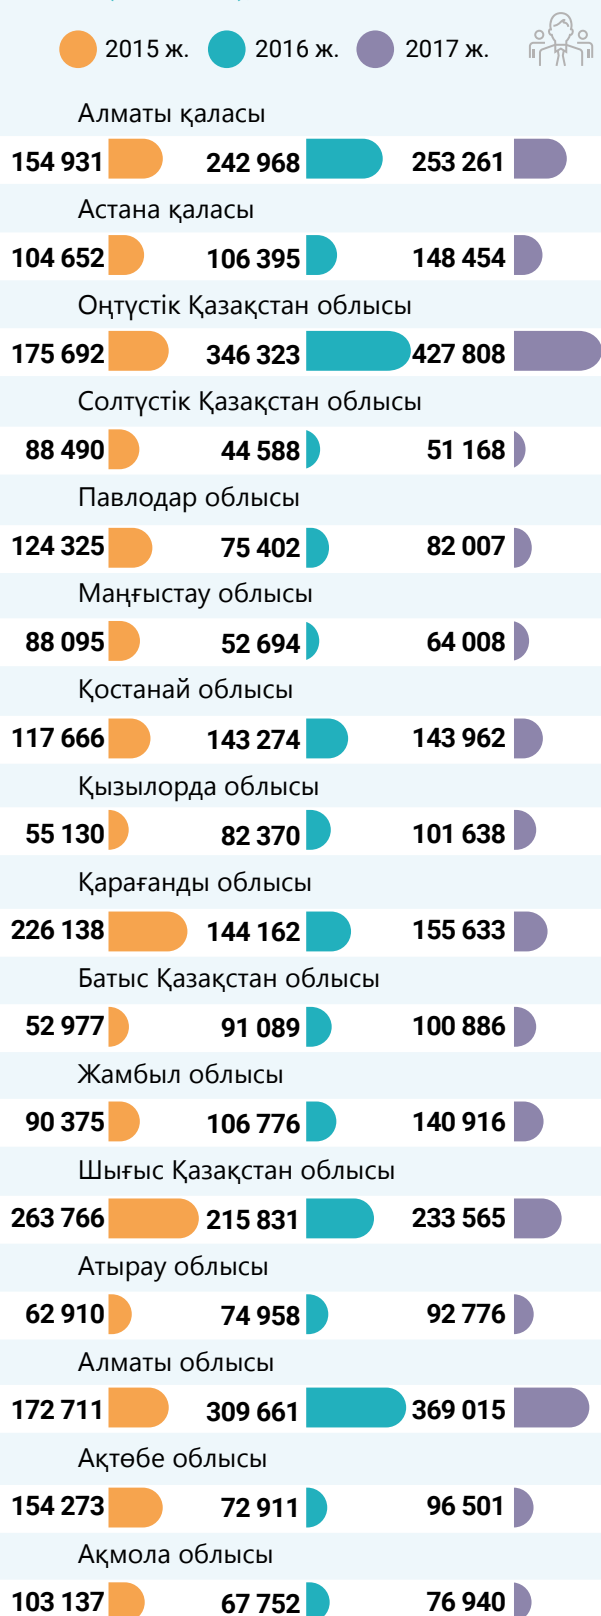 2015 ж. 2016 ж. 2017 ж.
Алматы қаласы
154 931 242 968 253 261
Астана қаласы
104 652 106 395 148 454
Оңтүстік Қазақстан облысы
175 692 346 323 427 808
Солтүстік Қазақстан облысы
88 490 44 588 51 168
Павлодар облысы
124 325 75 402 82 007
Маңғыстау облысы
88 095 52 694 64 008
Қостанай облысы
117 666 143 274 143 962
Қызылорда облысы
55 130 82 370 101 638
Қарағанды облысы
226 138 144 162 155 633
Батыс Қазақстан облысы
52 977 91 089 100 886
Жамбыл облысы
90 375 106 776 140 916
Шығыс Қазақстан облысы
263 766 215 831 233 565
Атырау облысы
62 910 74 958 92 776
Алматы облысы
172 711 309 661 369 015
Ақтөбе облысы
154 273 72 911 96 501
Ақмола облысы
103 137 67 752 76 940